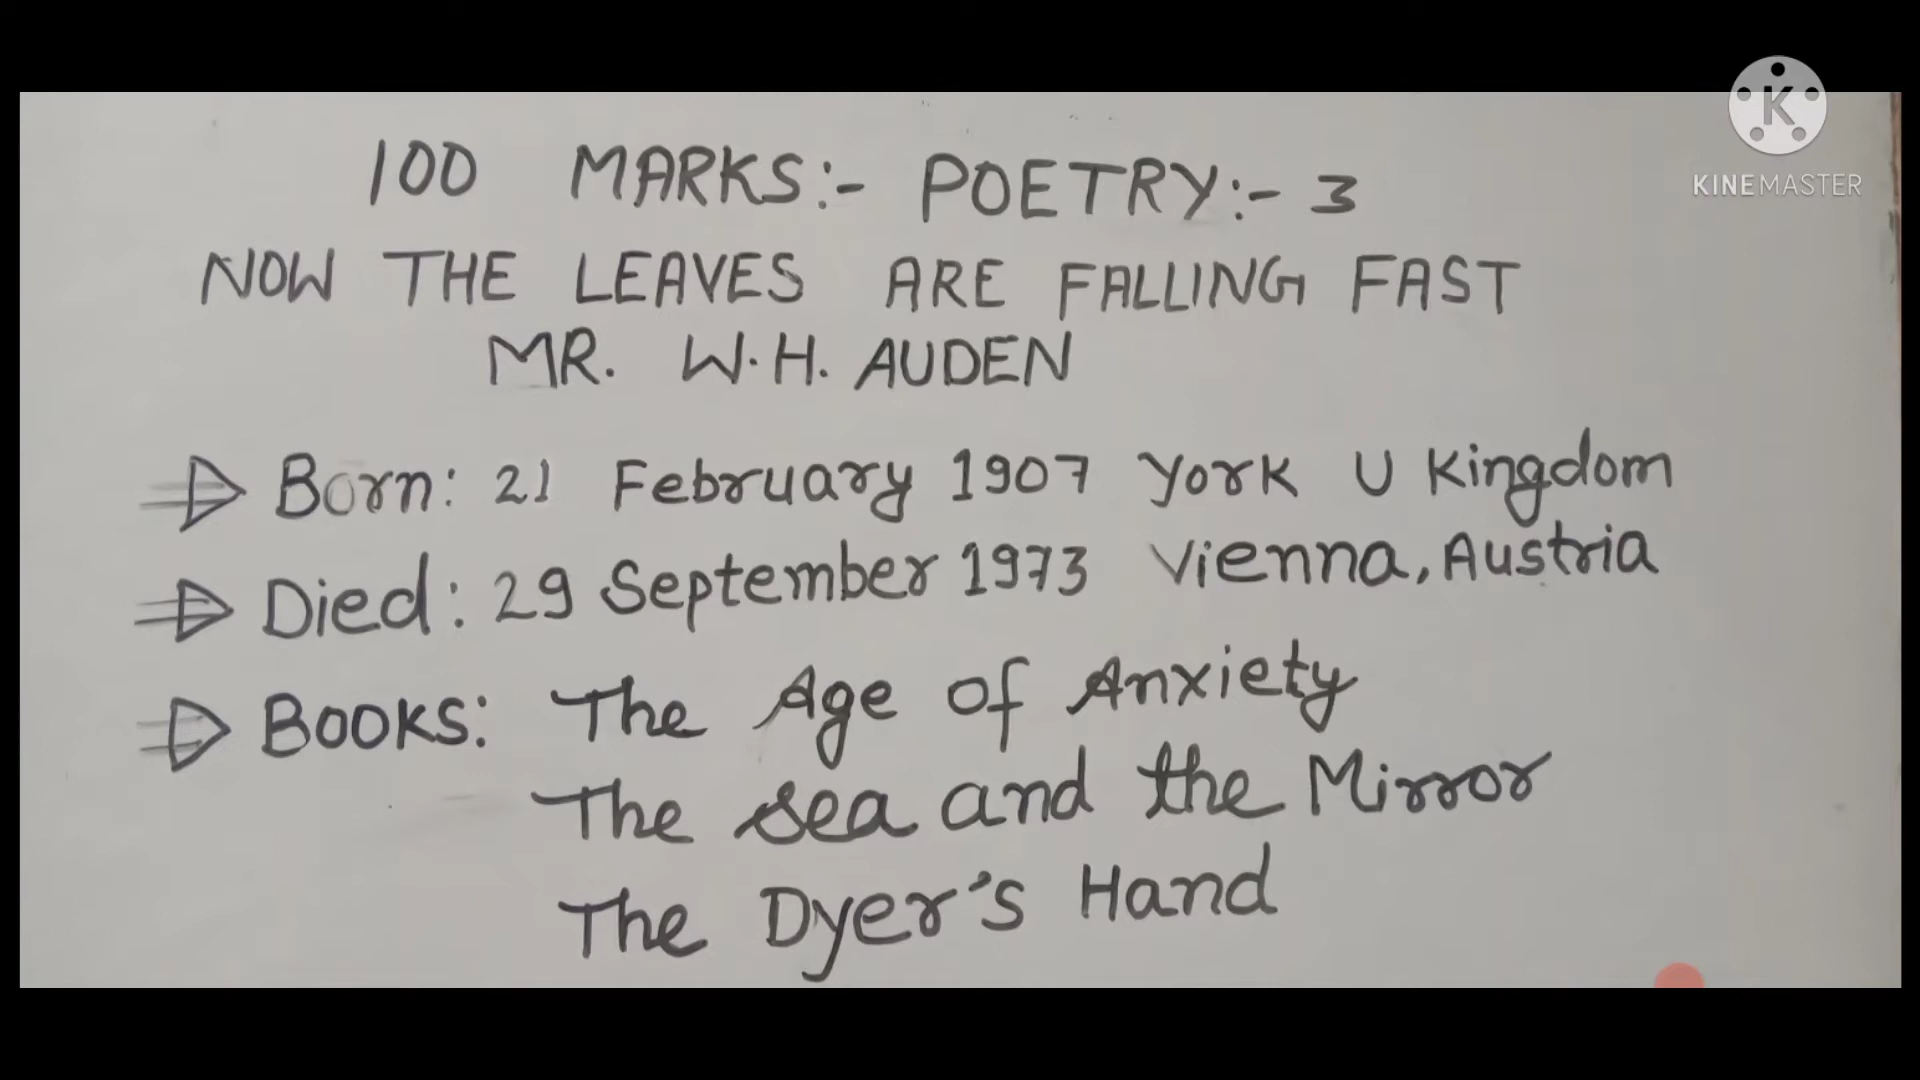 K
KINEMASTER
100 MARKS:- POETRY:- 3
NOW THE LEAVES ARE FALLING FAST
MR. W.H. AUDEN
Born: 21 February 1907 York U Kingdom
Died: 29 September 1973 Vienna, Austria
Books: The Age of Anxiety
The Sea and the Mirror
The Dyer's Hand